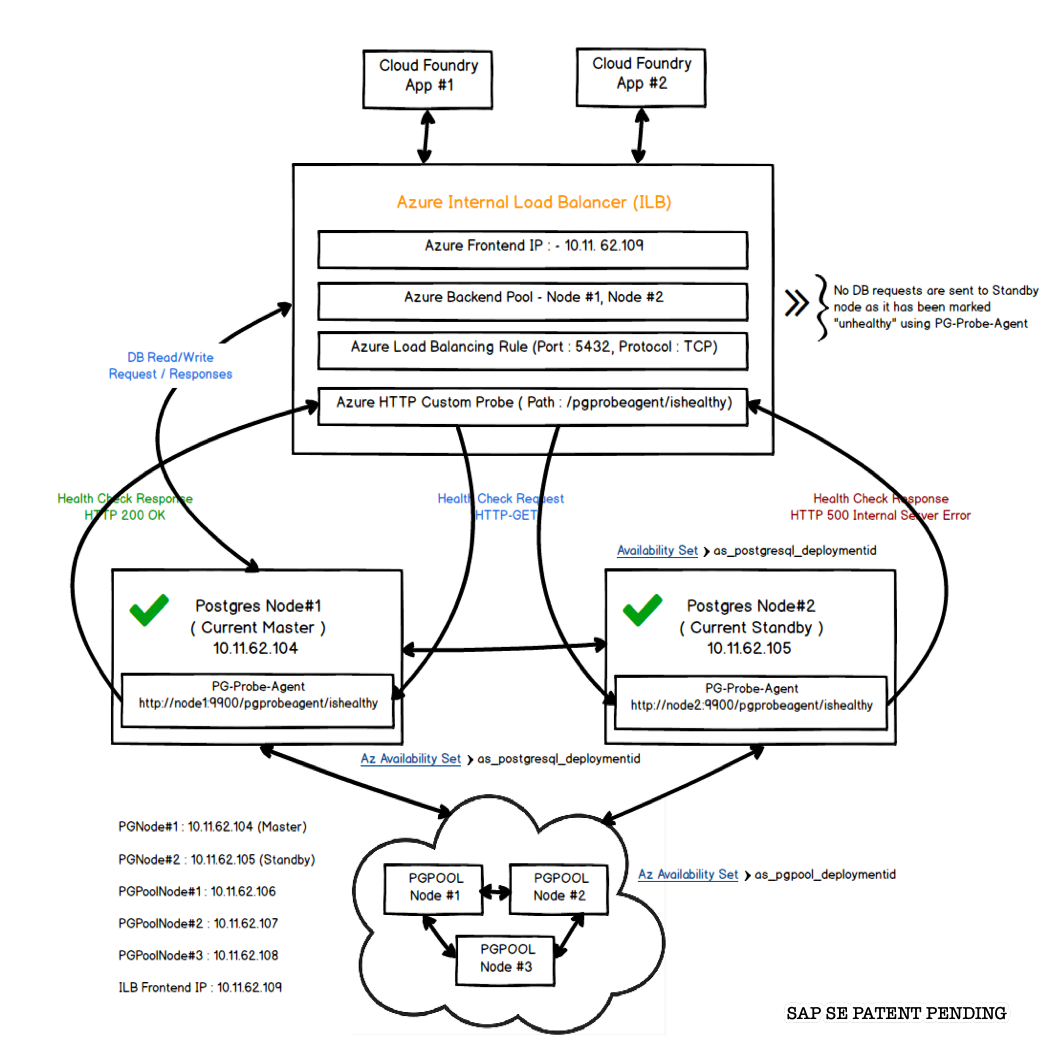 Cloud Foundry
App #1
Cloud Foundry
App #2
Azure Internal Load Balancer (ILB)
Azure Frontend IP : - 10.11. 62.109
Azure Backend Pool - Node #1, Node #2
Azure Load Balancing Rule (Port : 5432, Protocol : TCP)
Azure HTTP Custom Probe ( Path : /pgprobeagent/ishealthy)
No DB requests are sent to Standby
node as it has been marked
"unhealthy" using PG-Probe-Agent
DB Read/Write
Request / Responses
Health Check Response
HTTP 200 OK
Health Check Request
HTTP-GET
Health Check Response
HTTP 500 Internal Server Error
Availability Set > as_postgresql_deploymentid
Postgres Node#1
( Current Master )
10.11.62.104
PG-Probe-Agent
http://node1:9900/pgprobeagent/ishealthy
Postgres Node#2
( Current Standby )
10.11.62.105
PG-Probe-Agent
http://node2:9900/pgprobeagent/ishealthy
Az Availability Set > as_postgresql_deploymentid
PGNode#1 : 10.11.62.104 (Master)
PGNode#2 : 10.11.62.105 (Standby)
PGPoolNode#1 : 10.11.62.106
PGPoolNode#2 : 10.11.62.107
PGPoolNode#3 : 10.11.62.108
ILB Frontend IP : 10.11.62.109
PGPOOL
Node #1
PGPOOL
Node #2
PGPOOL
Node #3
Az Availability Set > as_pgpool_deploymentid
SAP SE PATENT PENDING